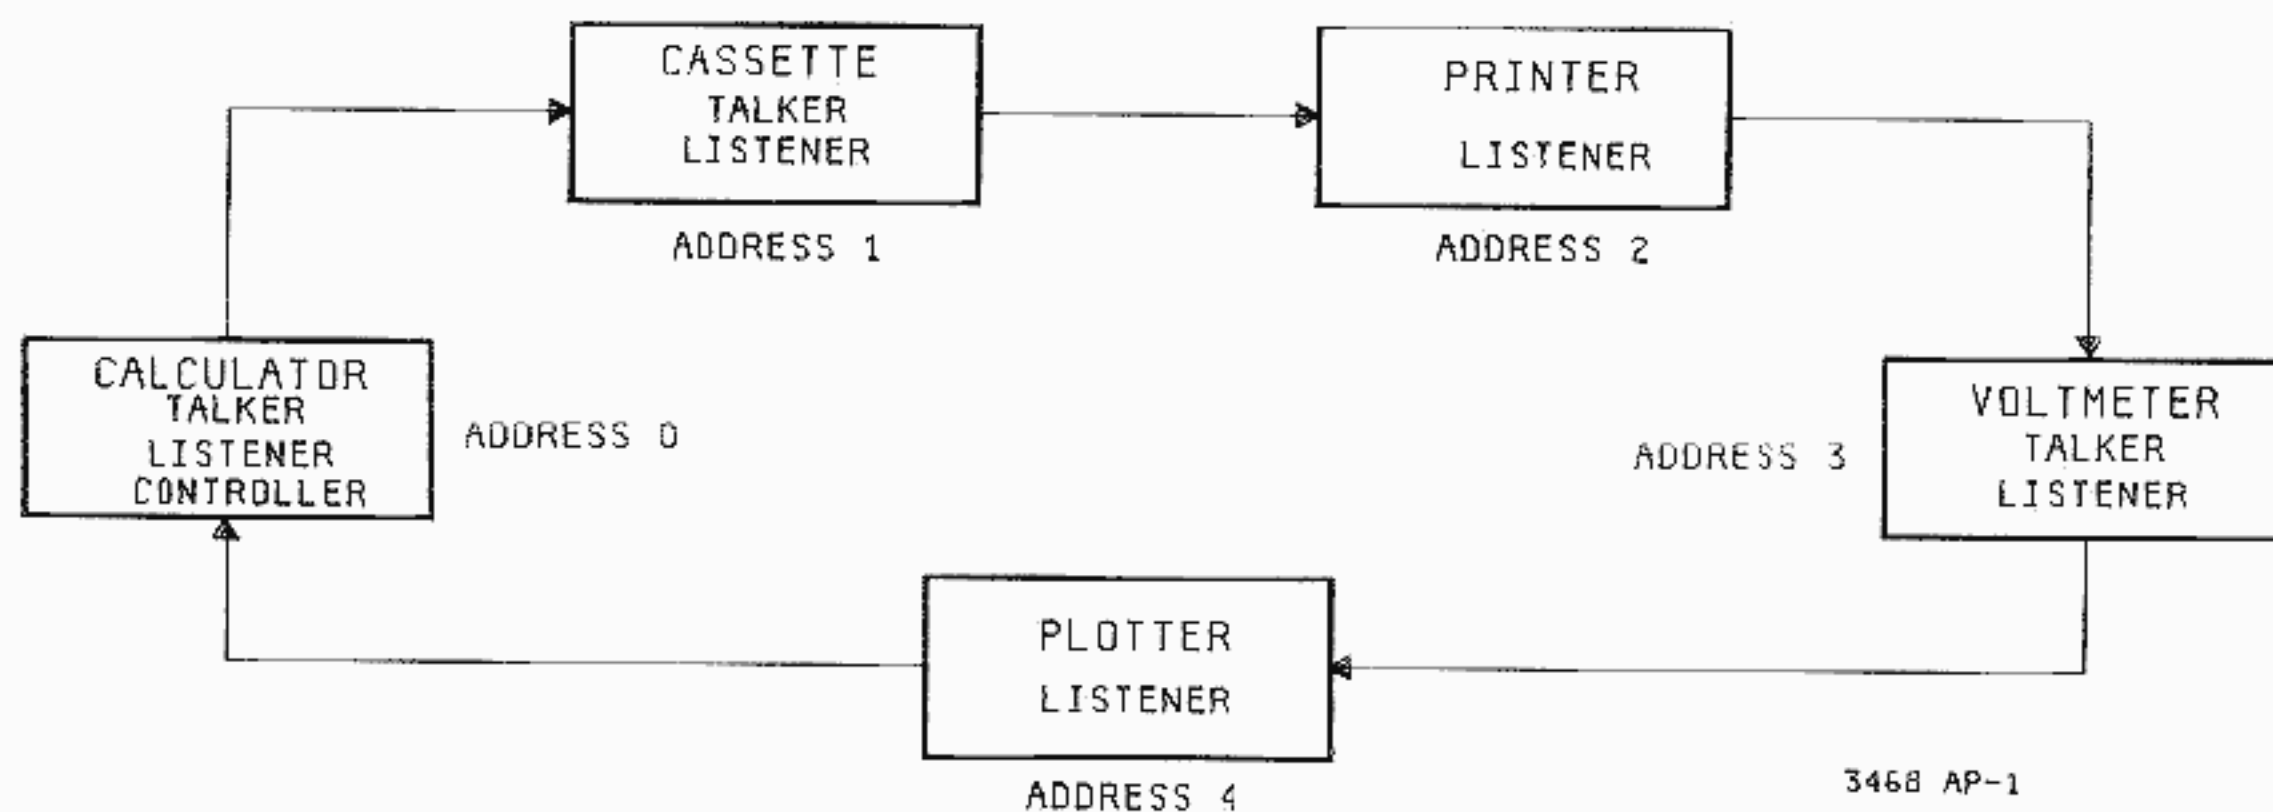 CASSETTE
TALKER
LISTENER
ADDRESS 1
PRINTER
LISTENER
ADDRESS 2
CALCULATOR
TALKER
LISTENER
CONTROLLER
ADDRESS 0
VOLTMETER
TALKER
LISTENER
ADDRESS 3
PLOTTER
LISTENER
ADDRESS 4
3468 AP-1